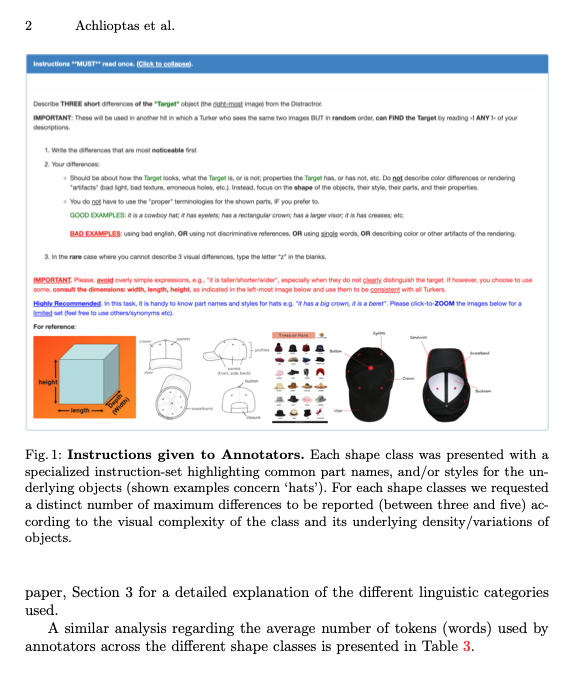 2 Achlioptas et al.
Instructions **MUST** read once. (Click to collapse).
Describe THREE short differences of the "Target" object (the right-most image) from the Distractror.
IMPORTANT: These will be used in another hit in which a Turker who sees the same two images BUT in random order, can FIND the Target by reading -! ANY !- of your
descriptions.
1. Write the differences that are most noticeable first
2. Your differences:
Should be about how the Target looks, what the Target is, or is not; properties the Target has, or has not, etc. Do not describe color differences or rendering
"artifacts" (bad light, bad texture, erroneous holes, etc.). Instead, focus on the shape of the objects, their style, their parts, and their properties.
You do not have to use the "proper" terminologies for the shown parts, IF you prefer to.
GOOD EXAMPLES: it is a cowboy hat; it has eyelets; has a rectangular crown; has a larger visor; it is has creases; etc.
BAD EXAMPLES: using bad english, OR using not discriminative references, OR using single words, OR describing color or other artifacts of the rendering.
3. In the rare case where you cannot describe 3 visual differences, type the letter "z" in the blanks.
IMPORTANT. Please, avoid overly simple expressions, e.g., "it is taller/shorter/wider", especially when they do not clearly distinguish the target. If however, you choose to use
some, consult the dimensions: width, length, height, as indicated in the left-most image below and use them to be consistent with all Turkers.
Highly Recommended. In this task, it is handy to know part names and styles for hats e.g. "it has a big crown, it is a beret". Please click-to-ZOOM the images below for a
limited set (feel free to use others/synonyms etc).
For reference:
height
length
Depth
(Width)
crown
eyelets
visor
sweatband
profiles
panels
(front, side, back)
button
closure
Types of Hats
Eyelets
Button
Crown
Visor
Sandwich
Sweatband
Buckram
Fig. 1: Instructions given to Annotators. Each shape class was presented with a
specialized instruction-set highlighting common part names, and/or styles for the un-
derlying objects (shown examples concern ‘hats’). For each shape classes we requested
a distinct number of maximum differences to be reported (between three and five) ac-
cording to the visual complexity of the class and its underlying density/variations of
objects.
paper, Section 3 for a detailed explanation of the different linguistic categories
used.
A similar analysis regarding the average number of tokens (words) used by
annotators across the different shape classes is presented in Table 3.